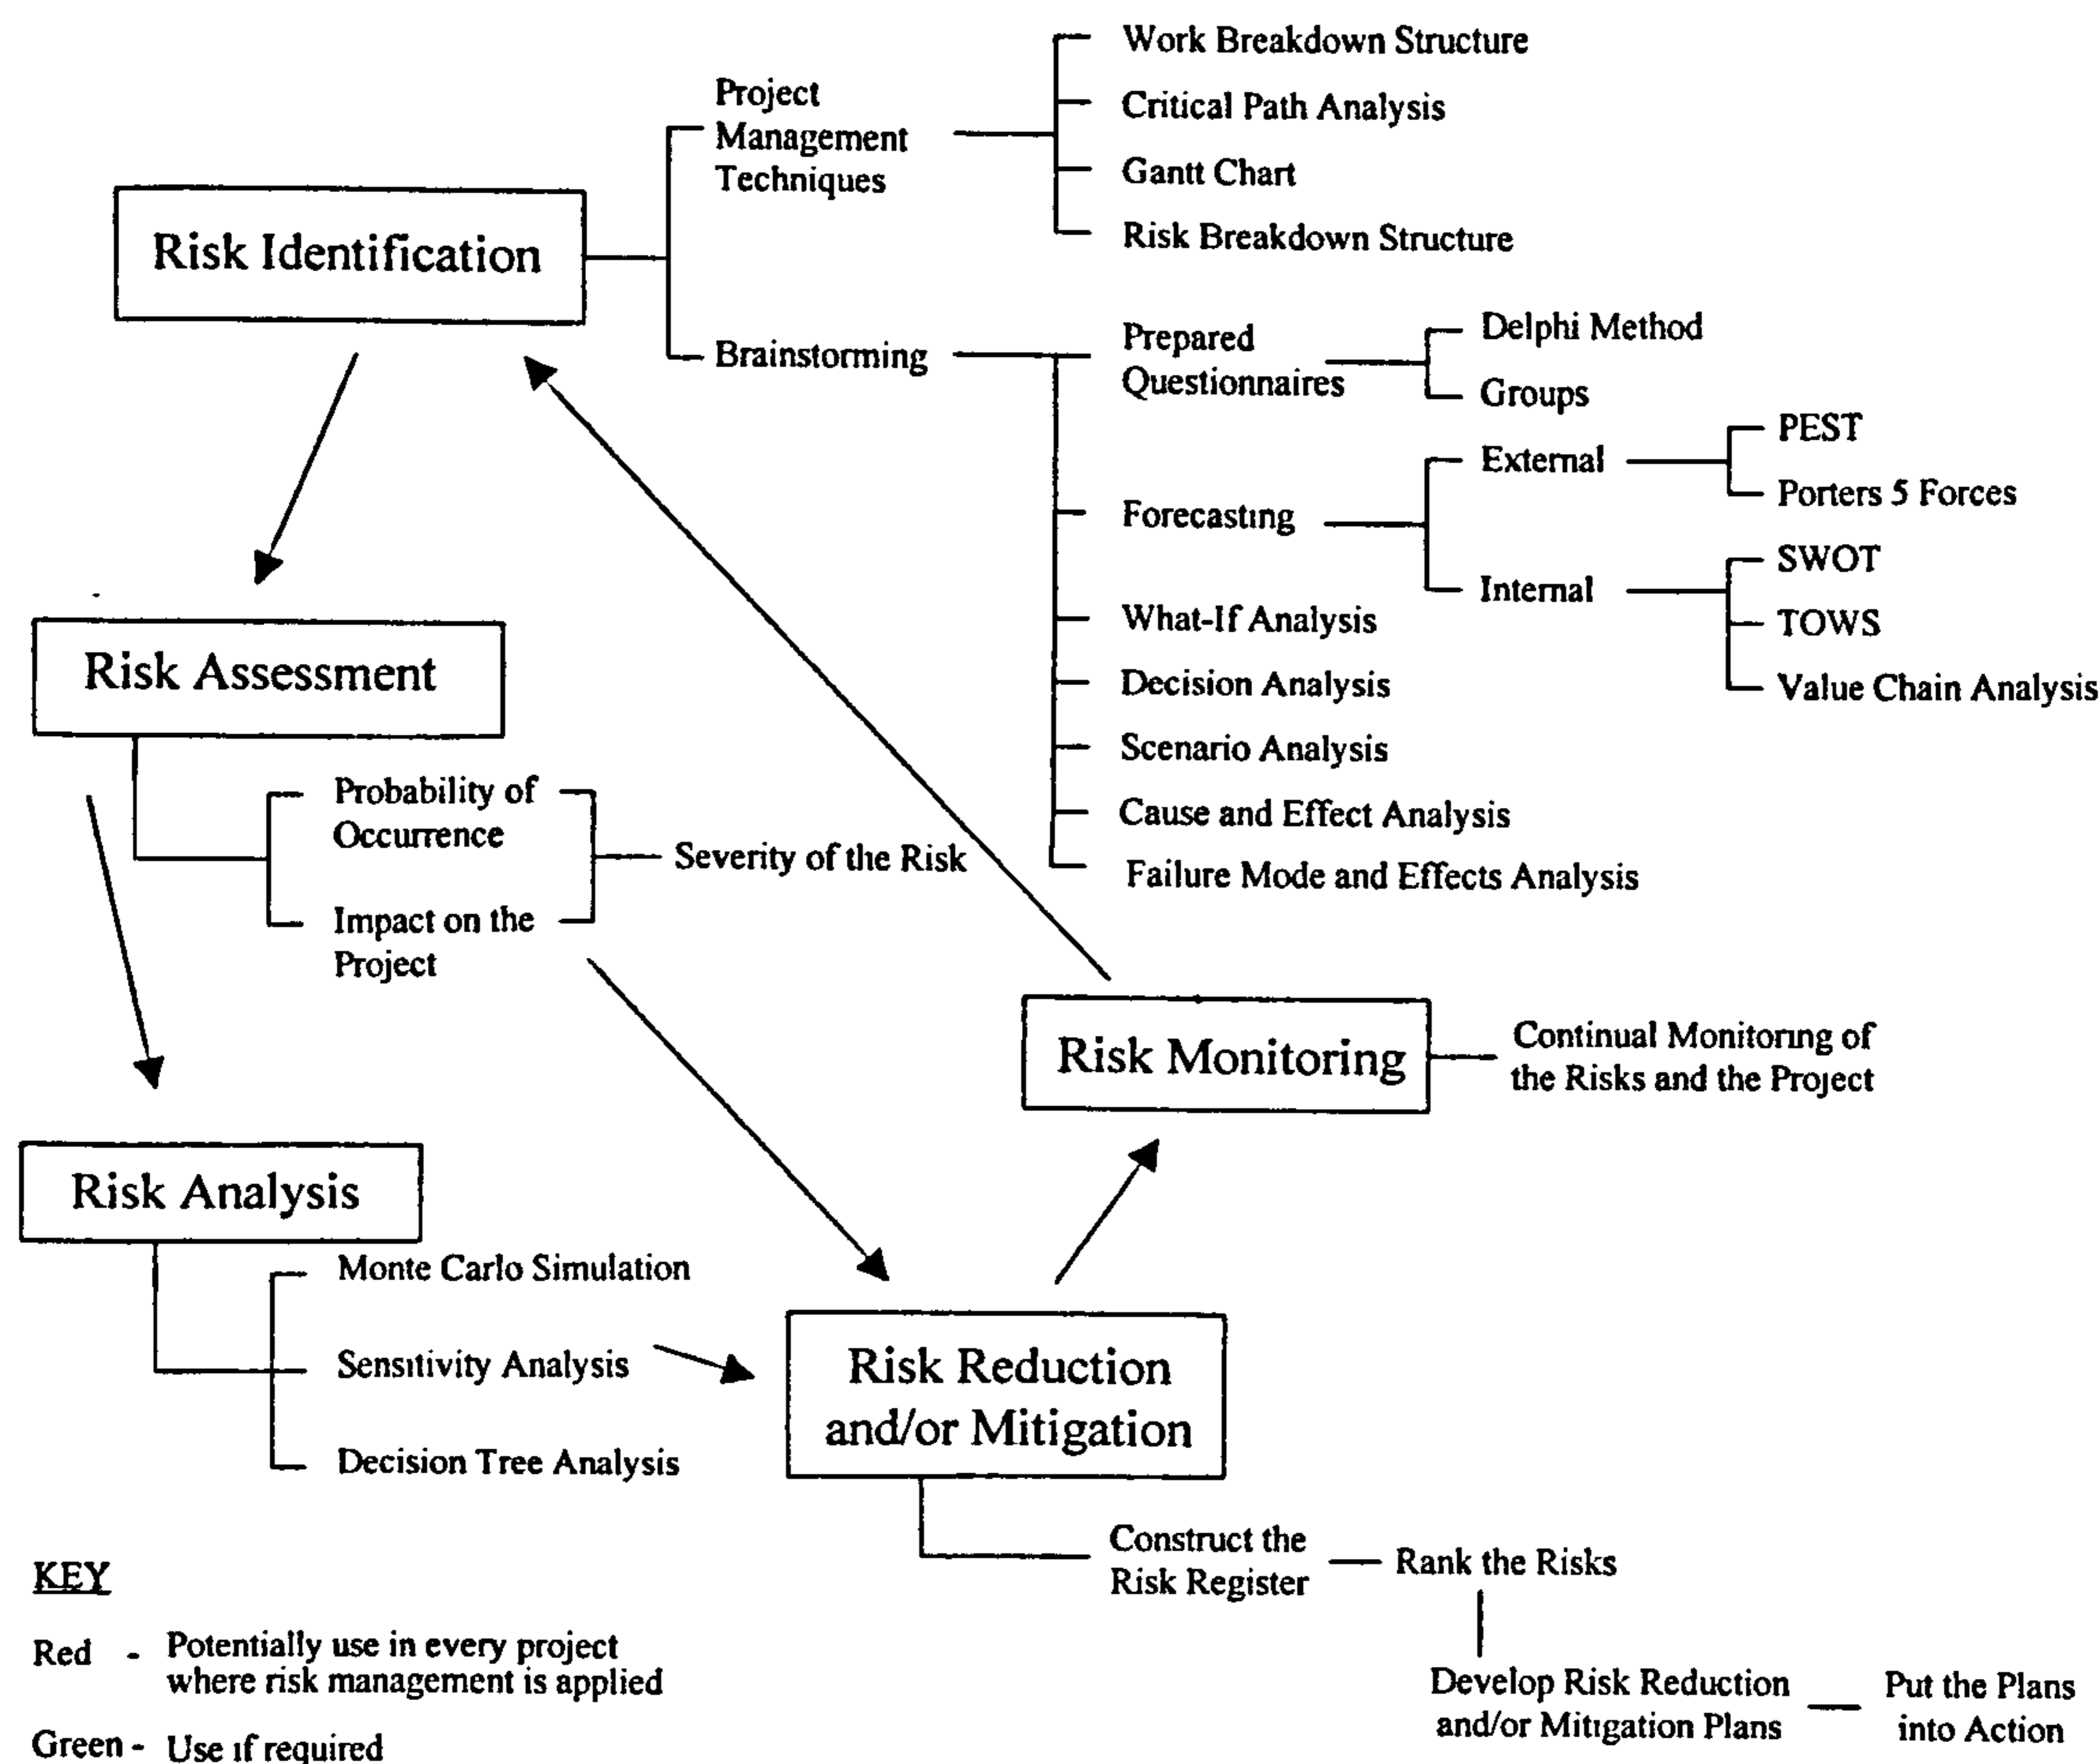 Work Breakdown Structure
Project
Management
Techniques
Critical Path Analysis
Gantt Chart
Risk Breakdown Structure
Risk Identification
Brainstorming
Prepared
Questionnaires
Delphi Method
Groups
Forecasting
External
PEST
Porters 5 Forces
Internal
SWOT
TOWS
Value Chain Analysis
What-If Analysis
Decision Analysis
Scenario Analysis
Cause and Effect Analysis
Failure Mode and Effects Analysis
Risk Assessment
Probability of
Occurrence
Impact on the
Project
Severity of the Risk
Risk Monitoring
Continual Monitoring of
the Risks and the Project
Risk Analysis
Monte Carlo Simulation
Sensitivity Analysis
Decision Tree Analysis
Risk Reduction
and/or Mitigation
Construct the
Risk Register
Rank the Risks
Develop Risk Reduction
and/or Mitigation Plans
Put the Plans
into Action
KEY
Red - Potentially use in every project
where risk management is applied
Green - Use if required